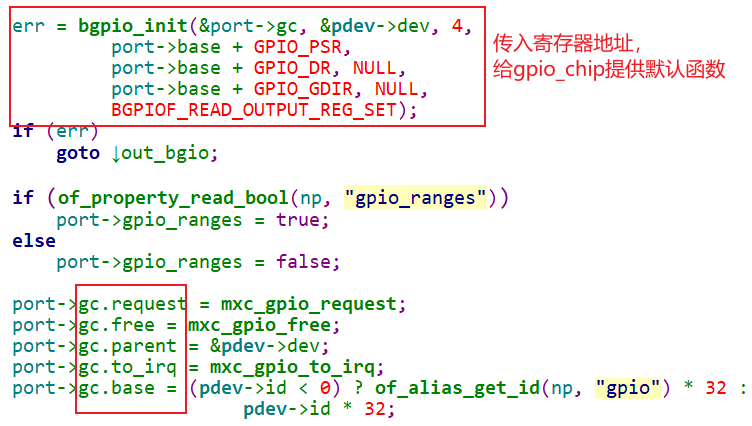 err = bgpio_init(&port->gc, &pdev->dev, 4,
port->base + GPIO_PSR,
port->base + GPIO_DR, NULL,
port->base + GPIO_GDIR, NULL,
BGPIOF_READ_OUTPUT_REG_SET);
传入寄存器地址，
给gpio_chip提供默认函数
if (err)
goto ↓out_bgio;
if (of_property_read_bool(np, "gpio_ranges"))
port->gpio_ranges = true;
else
port->gpio_ranges = false;
port->gc.request = mxc_gpio_request;
port->gc.free = mxc_gpio_free;
port->gc.parent = &pdev->dev;
port->gc.to_irq = mxc_gpio_to_irq;
port->gc.base = (pdev->id < 0) ? of_alias_get_id(np, "gpio") * 32 :
pdev->id * 32;